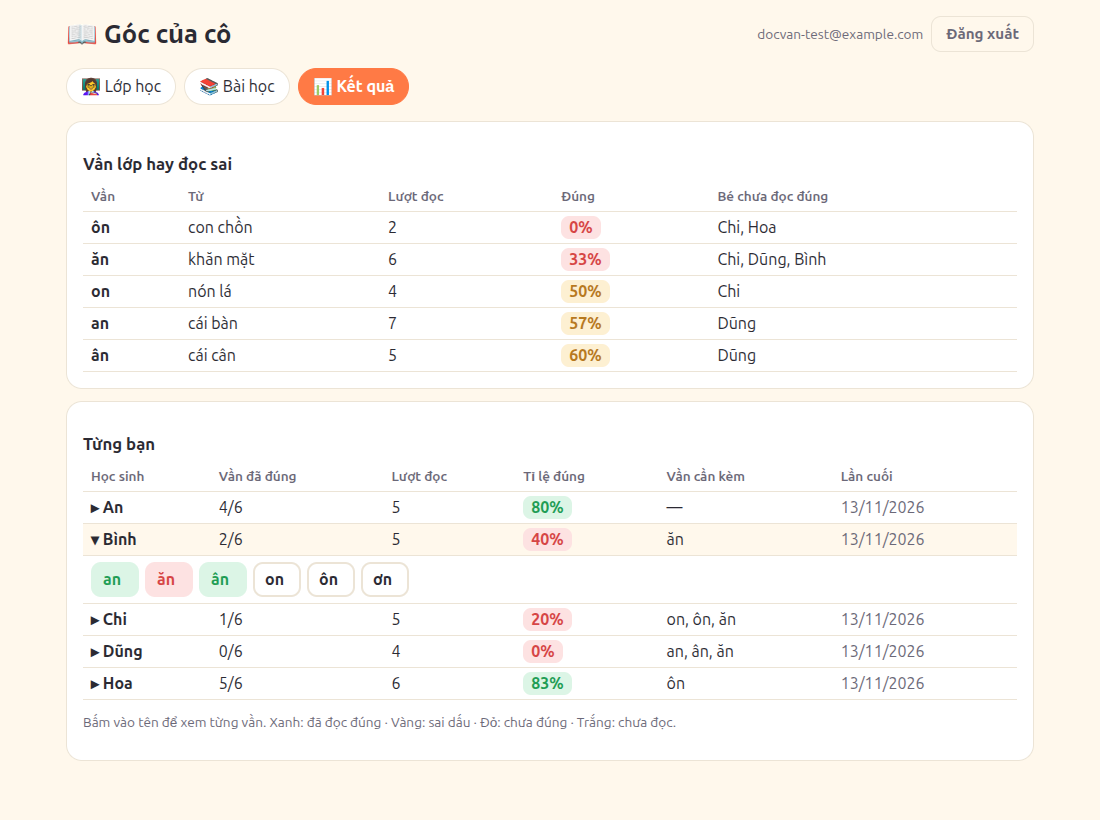 Góc của cô
docvan-test@example.com Đăng xuất
Lớp học Bài học Kết quả
Vần lớp hay đọc sai
Vần Từ Lượt đọc Đúng Bé chưa đọc đúng
ôn con chồn 2 0% Chi, Hoa
ăn khăn mặt 6 33% Chi, Dũng, Bình
on nón lá 4 50% Chi
an cái bàn 7 57% Dũng
ân cái cân 5 60% Dũng
Từng bạn
Học sinh Vần đã đúng Lượt đọc Tỉ lệ đúng Vần cần kèm Lần cuối
▸ An 4/6 5 80% — 13/11/2026
▾ Bình 2/6 5 40% ăn 13/11/2026
an ăn ân on ôn ơn
▸ Chi 1/6 5 20% on, ôn, ăn 13/11/2026
▸ Dũng 0/6 4 0% an, ân, ăn 13/11/2026
▸ Hoa 5/6 6 83% ôn 13/11/2026
Bấm vào tên để xem từng vần. Xanh: đã đọc đúng · Vàng: sai dấu · Đỏ: chưa đúng · Trắng: chưa đọc.